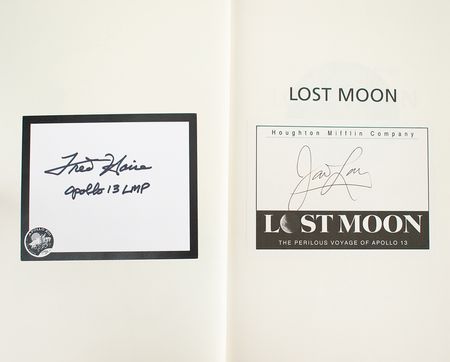 Fred Haise
Apollo 13 LMP
LOST MOON
Houghton Mifflin Company
LOST MOON
THE PERILOUS VOYAGE OF APOLLO 13